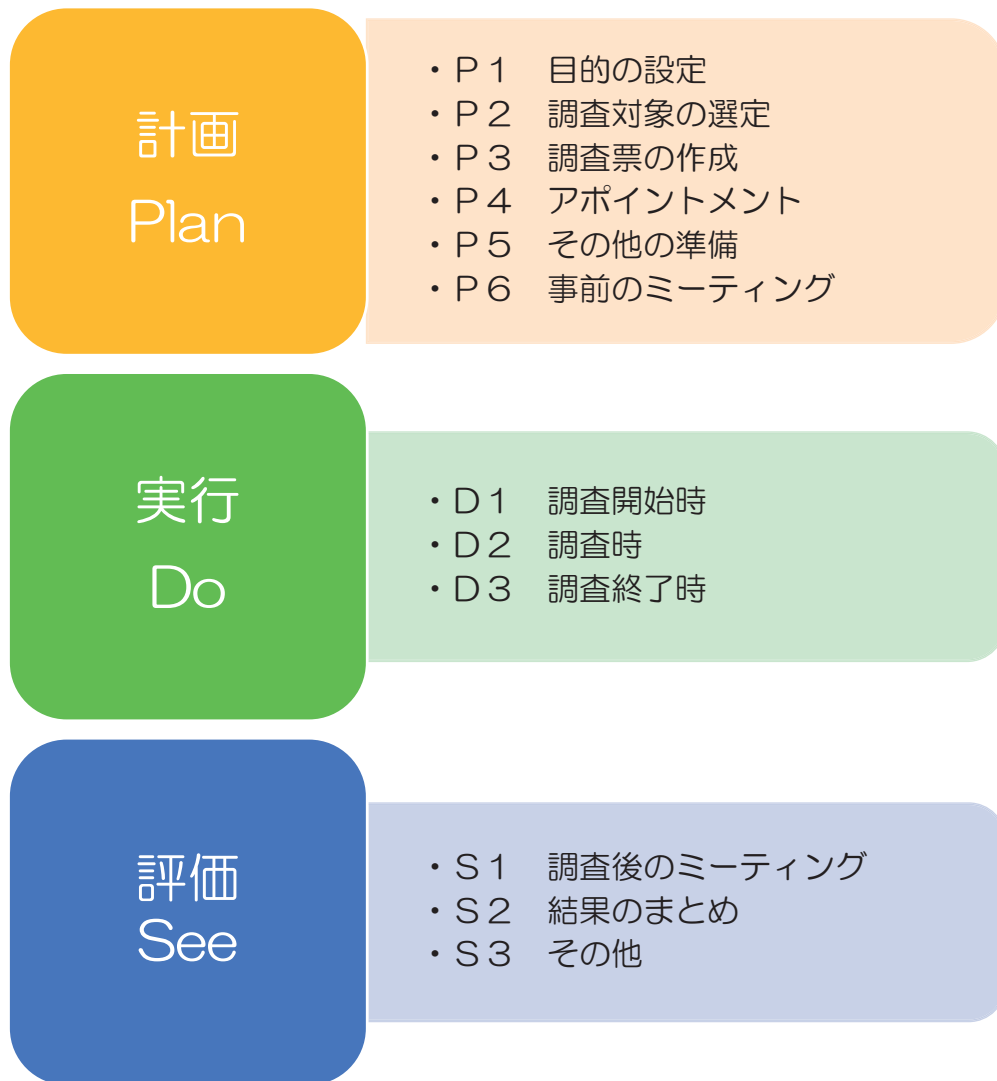 計画
Plan
・Ｐ１　目的の設定
・Ｐ２　調査対象の選定
・Ｐ３　調査票の作成
・Ｐ４　アポイントメント
・Ｐ５　その他の準備
・Ｐ６　事前のミーティング
実行
Do
・Ｄ１　調査開始時
・Ｄ２　調査時
・Ｄ３　調査終了時
評価
See
・Ｓ１　調査後のミーティング
・Ｓ２　結果のまとめ
・Ｓ３　その他